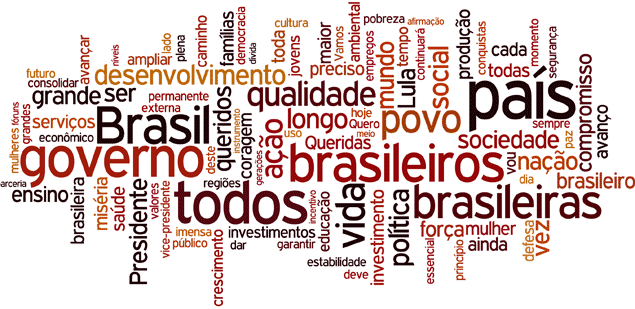 futuro
consolidar
avançar
níveis
ampliar
lado
plena
caminho
famílias
democracia
dívida
toda
cultura
jovens
Vamos
maior
preciso
ambiental
empregos
pobreza
mundo
tempo
Lula
afirmação
continuará
social
produção
conquistas
cada
todas
momento
segurança
desenvolvimento
grande
ser
permanente
externa
qualidade
país
compromisso
fóruns
grandes
mulheres
serviços
econômico
Brasil
queridos
instrumento
coragem
longo
hoje
Quero
povo
sociedade
sempre
paz
avanço
governo
deste
gerações
ação
uso
Queridas
meio
brasileiros
vou
nação
dia
brasileiro
arceria
ensino
brasileira
miséria
saúde
Presidente
valores
vice-presidente
todos
regiões
imensa
público
crescimento
dar
investimentos
garantir
incentivo
educação
estabilidade
vida
deve
investimento
política
brasileiras
força
mulher
essencial
princípio
ainda
defesa
vez